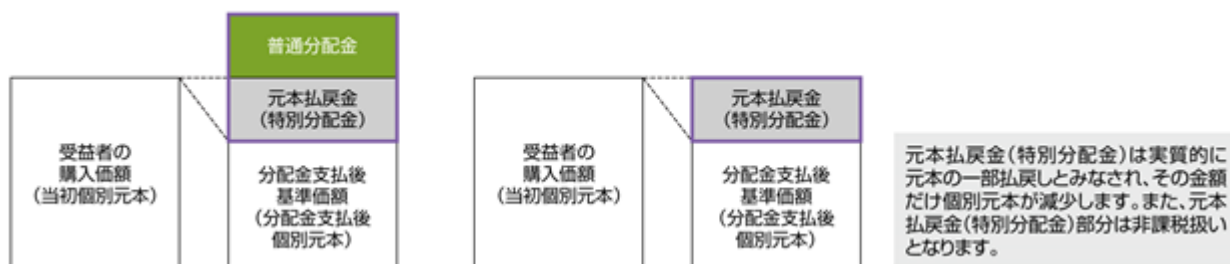 普通分配金
元本払戻金
(特別分配金)
受益者の
購入価額
(当初個別元本)
分配金支払後
基準価額
(分配金支払後
個別元本)
元本払戻金
(特別分配金)
受益者の
購入価額
(当初個別元本)
分配金支払後
基準価額
(分配金支払後
個別元本)
元本払戻金(特別分配金)は実質的に
元本の一部払戻しとみなされ、その金額
だけ個別元本が減少します。また、元本
払戻金(特別分配金)部分は非課税扱い
となります。